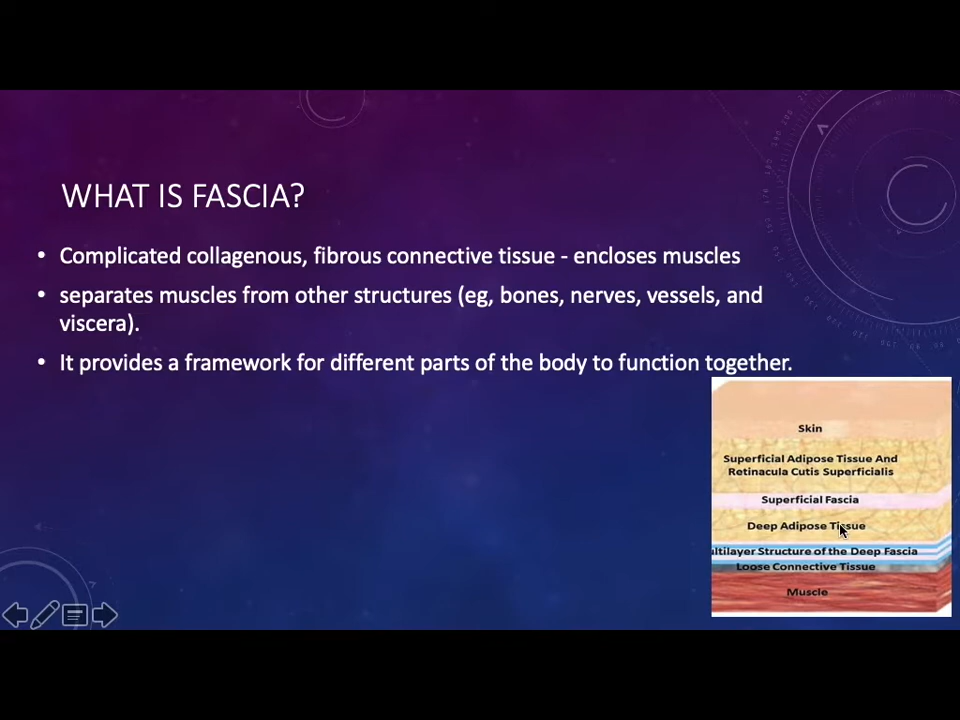 WHAT IS FASCIA?
• Complicated collagenous, fibrous connective tissue - encloses muscles
• separates muscles from other structures (eg, bones, nerves, vessels, and
viscera).
• It provides a framework for different parts of the body to function together.
Skin
Superficial Adipose Tissue And
Retinacula Cutis Superficialis
Superficial Fascia
Deep Adipose Tissue
ultilayer Structure of the Deep Fascia
Loose Connective Tissue
Muscle